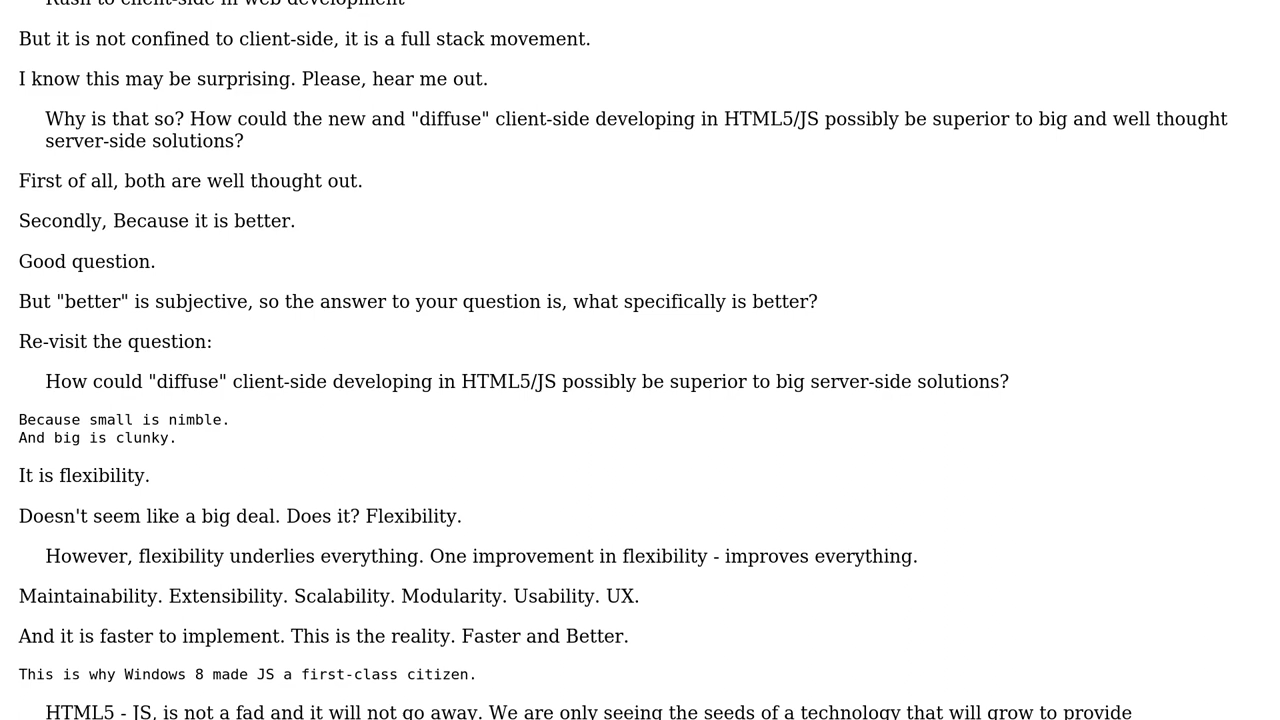 Rush to client-side in web development
But it is not confined to client-side, it is a full stack movement.
I know this may be surprising. Please, hear me out.
Why is that so? How could the new and "diffuse" client-side developing in HTML5/JS possibly be superior to big and well thought
server-side solutions?
First of all, both are well thought out.
Secondly, Because it is better.
Good question.
But "better" is subjective, so the answer to your question is, what specifically is better?
Re-visit the question:
How could "diffuse" client-side developing in HTML5/JS possibly be superior to big server-side solutions?
Because small is nimble.
And big is clunky.
It is flexibility.
Doesn't seem like a big deal. Does it? Flexibility.
However, flexibility underlies everything. One improvement in flexibility - improves everything.
Maintainability. Extensibility. Scalability. Modularity. Usability. UX.
And it is faster to implement. This is the reality. Faster and Better.
This is why Windows 8 made JS a first-class citizen.
HTML5 - JS, is not a fad and it will not go away. We are only seeing the seeds of a technology that will grow to provide